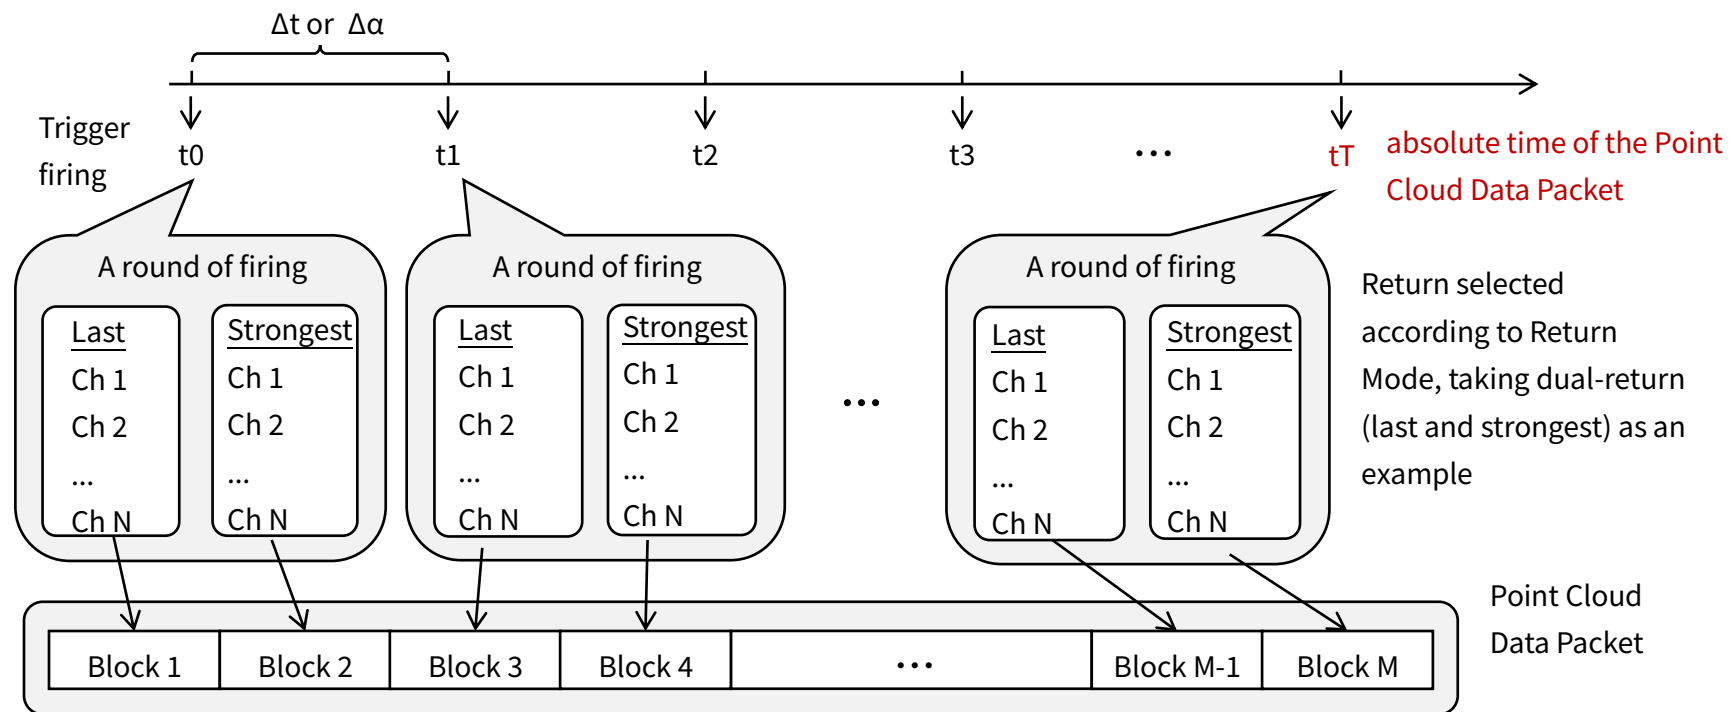 Δt or Δα
Trigger
firing
t0
t1
t2
t3
...
tT
absolute time of the Point
Cloud Data Packet
A round of firing
Last
Ch 1
Ch 2
...
Ch N
Strongest
Ch 1
Ch 2
...
Ch N
A round of firing
Last
Ch 1
Ch 2
...
Ch N
Strongest
Ch 1
Ch 2
...
Ch N
...
A round of firing
Last
Ch 1
Ch 2
...
Ch N
Strongest
Ch 1
Ch 2
...
Ch N
Return selected
according to Return
Mode, taking dual-return
(last and strongest) as an
example
Block 1
Block 2
Block 3
Block 4
...
Block M-1
Block M
Point Cloud
Data Packet